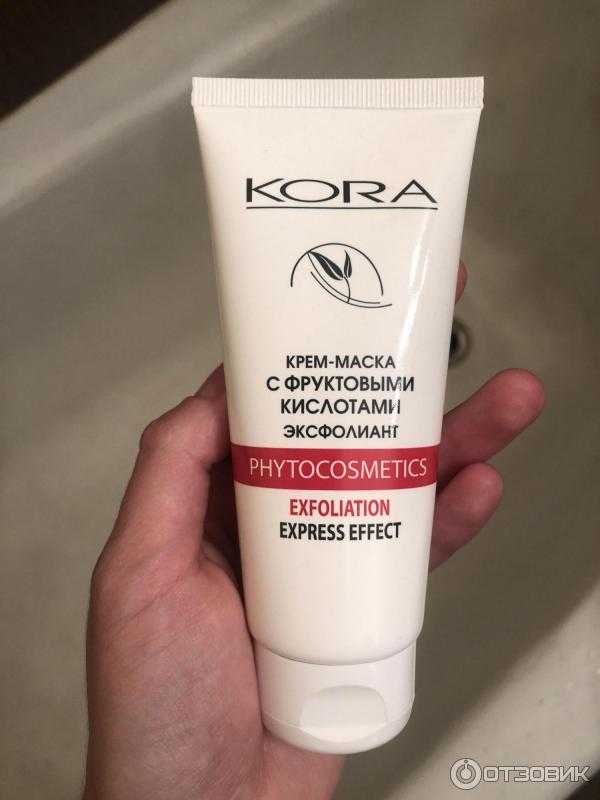 KORA
КРЕМ-МАСКА
С ФРУКТОВЫМИ
КИСЛОТАМИ
ЭКСФОЛИАНТ
PHYTOCOSMETICS
EXFOLIATION
EXPRESS EFFECT
ОТЗОВИК